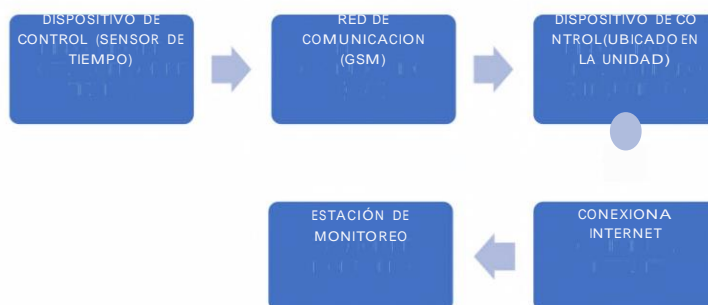 DISPOSITIVO DE
CONTROL (SENSOR DE
TIEMPO)
RED DE
COMUNICACION
(GSM)
DISPOSITIVO DE CO
NTROL(UBICADO EN
LA UNIDAD)
CONEXIONA
INTERNET
ESTACIÓN DE
MONITOREO